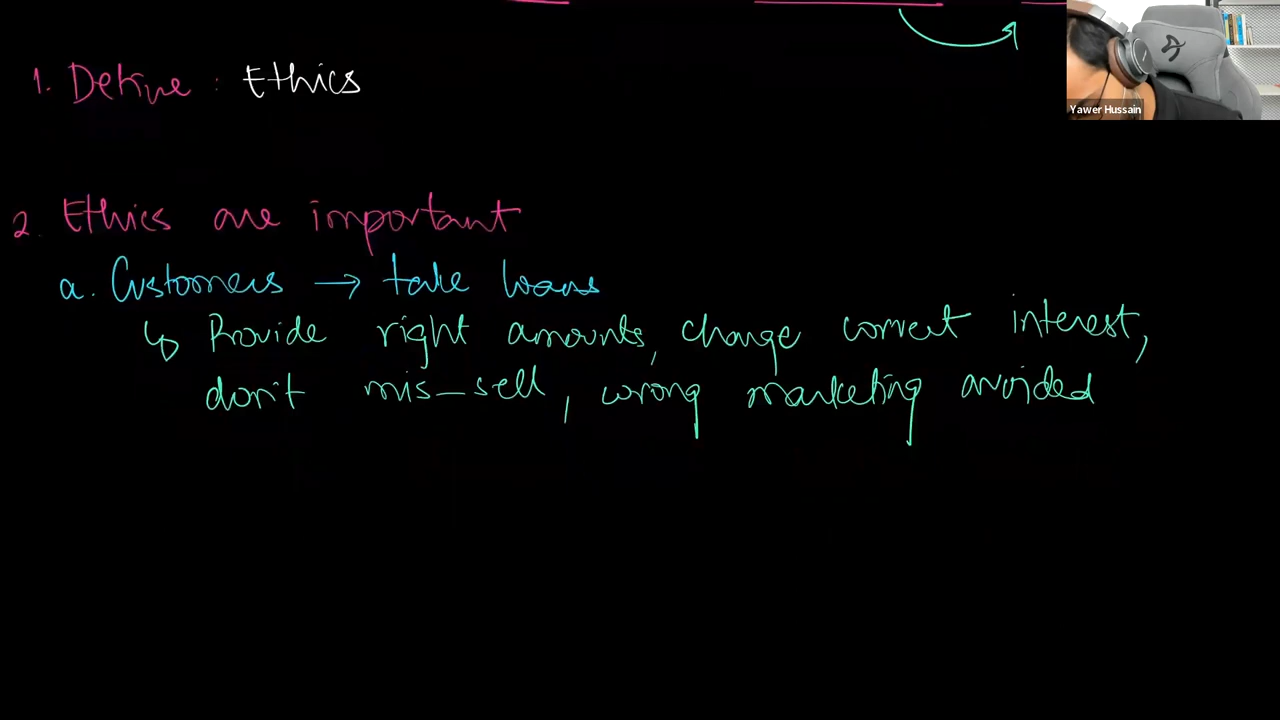 Yawer Hussain
1. Define : Ethics
2. Ethics are important
a. Customers → take loans
↳ Provide right amounts, charge correct interest,
don't mis-sell, wrong marketing avoided